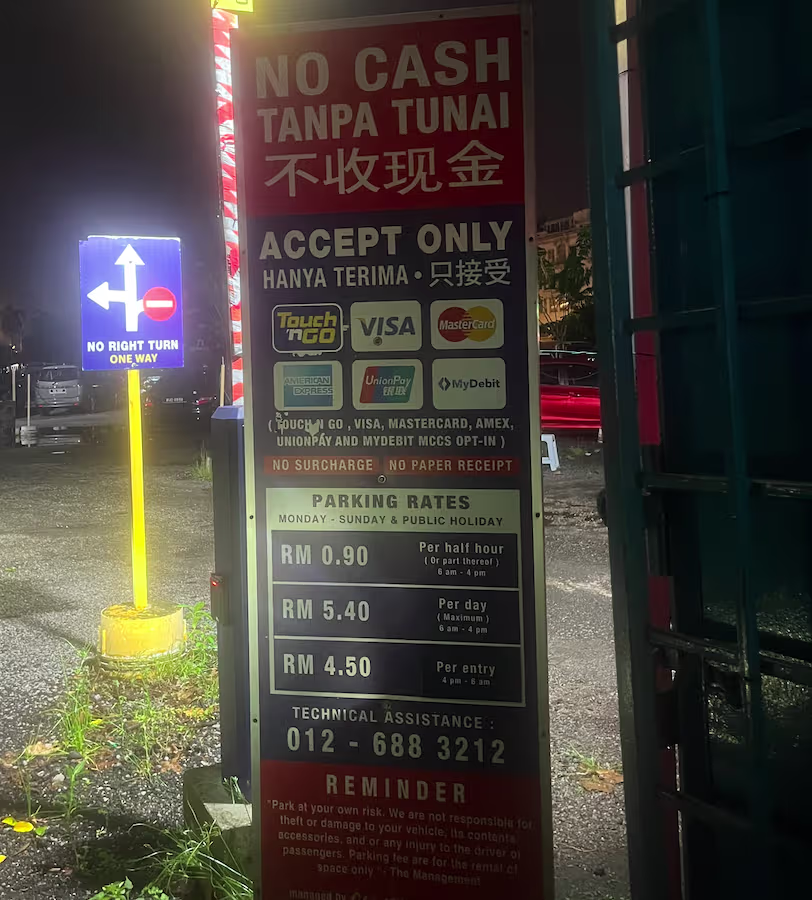 NO CASH
TANPA TUNAI
不收现金
ACCEPT ONLY
HANYA TERIMA • 只接受
Touch 'n GO
VISA
MasterCard
AMERICAN EXPRESS
UnionPay 银联
MyDebit
( TOUCH N GO , VISA, MASTERCARD, AMEX,
UNIONPAY AND MYDEBIT MCCS OPT-IN )
NO SURCHARGE
NO PAPER RECEIPT
PARKING RATES
MONDAY - SUNDAY & PUBLIC HOLIDAY
RM 0.90
Per half hour
( Or part thereof )
6 am - 4 pm
RM 5.40
Per day
( Maximum )
6 am - 4 pm
RM 4.50
Per entry
4 pm - 6 am
TECHNICAL ASSISTANCE :
012 - 688 3212
REMINDER
"Park at your own risk. We are not responsible for
theft or damage to your vehicle, its contents,
accessories, and or any injury to the driver or
passengers. Parking fee are for the rental of
space only " - The Management
managed by
NO RIGHT TURN
ONE WAY